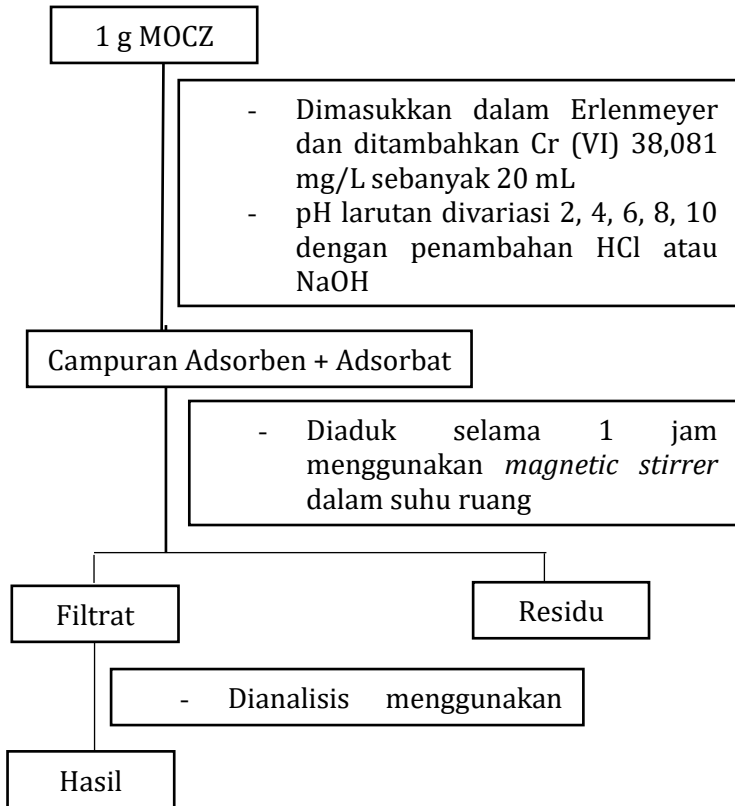 1 g MOCZ
- Dimasukkan dalam Erlenmeyer
dan ditambahkan Cr (VI) 38,081
mg/L sebanyak 20 mL
- pH larutan divariasi 2, 4, 6, 8, 10
dengan penambahan HCl atau
NaOH
Campuran Adsorben + Adsorbat
- Diaduk selama 1 jam
menggunakan magnetic stirrer
dalam suhu ruang
Filtrat
Residu
- Dianalisis menggunakan
Hasil